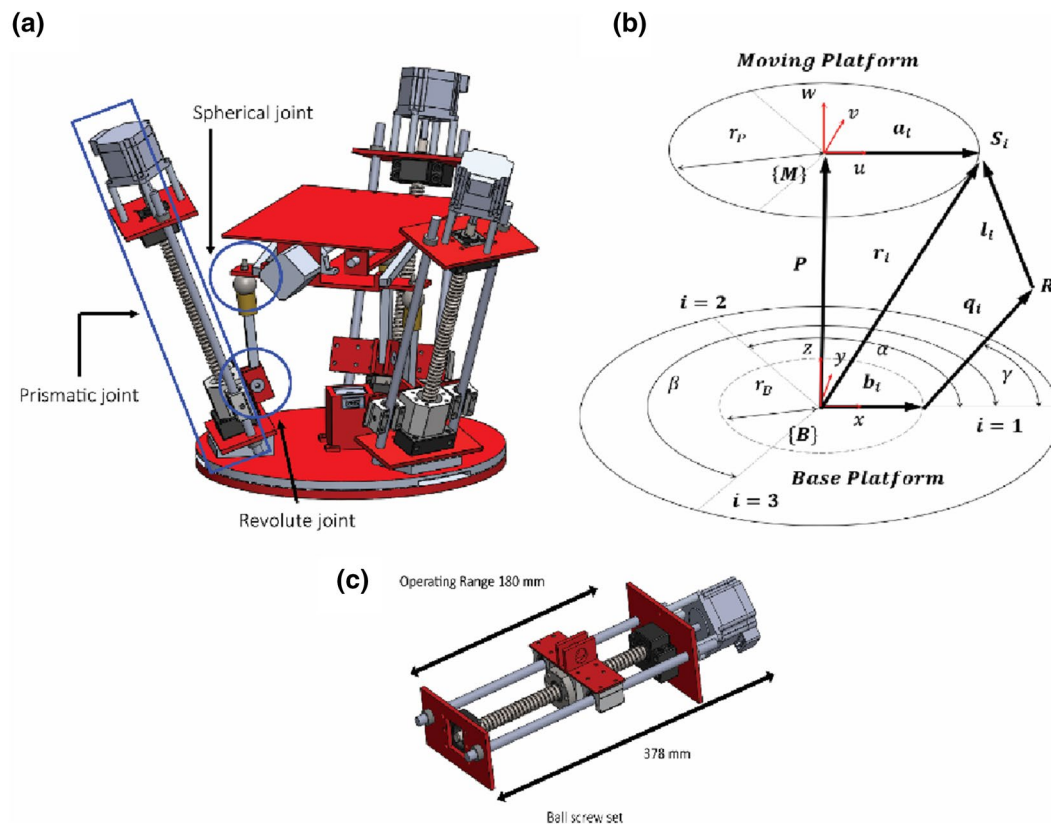 (a)
Spherical joint
Prismatic joint
Revolute joint
(b)
Moving Platform
w
v
a_i
S_i
r_P
{M}
u
l_i
P
r_i
R
q_i
i = 2
z
y
α
β
r_B
b_i
γ
x
i = 1
{B}
Base Platform
i = 3
(c)
Operating Range 180 mm
378 mm
Ball screw set